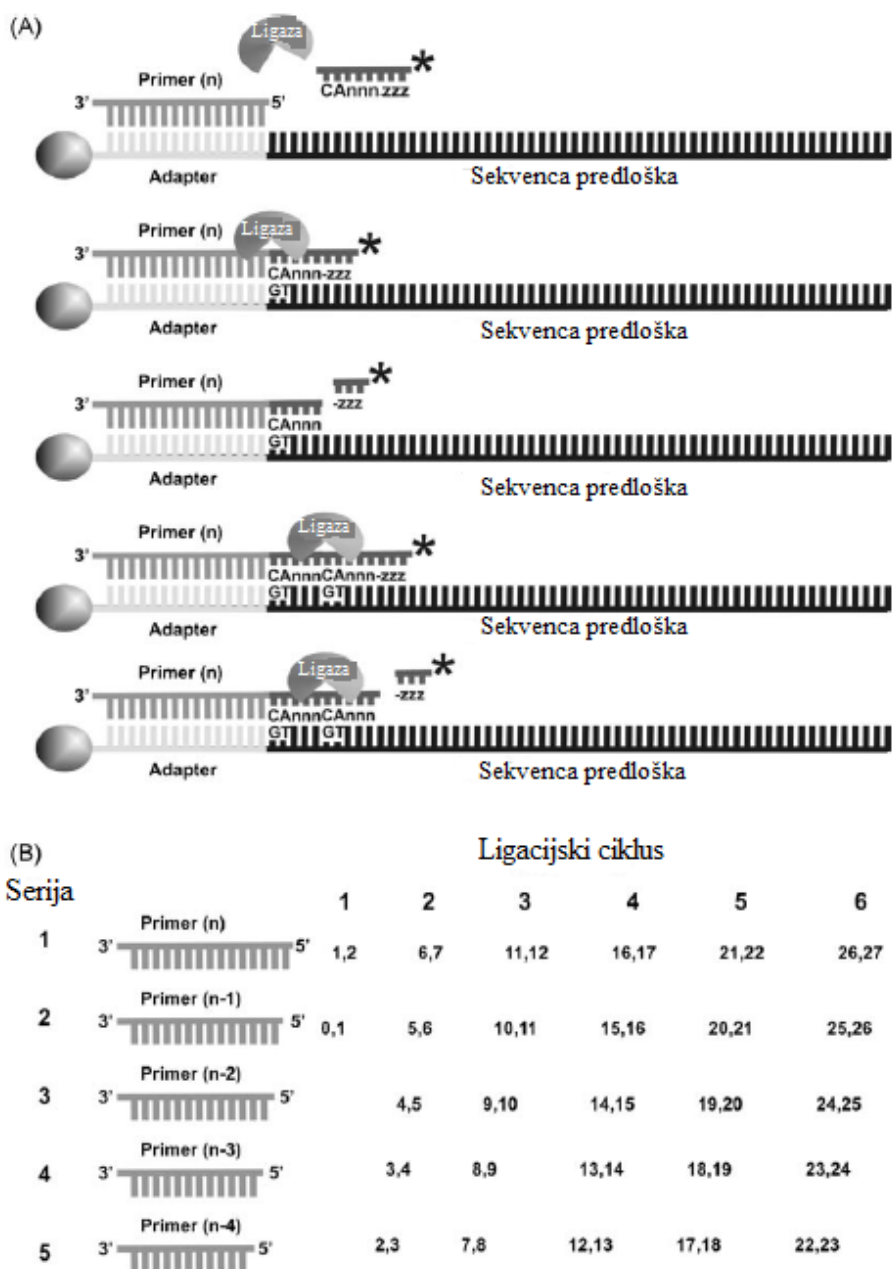 (A)
Ligaza
CAnnn.zzz *
Primer (n)
3' 5'
Adapter Sekvenca predloška
Primer (n) Ligaza
3' *
CAnnn-zzz
GT
Adapter Sekvenca predloška
Primer (n)
3' *
-zzz
CAnnn
GT
Adapter Sekvenca predloška
Primer (n) Ligaza
3' *
CAnnnCAnnn-zzz
GT GT
Adapter Sekvenca predloška
Primer (n) Ligaza
3' *
-zzz
CAnnnCAnnn
GT GT
Adapter Sekvenca predloška
(B) Ligacijski ciklus
Serija
1 2 3 4 5 6
Primer (n)
1 3' 5' 1,2 6,7 11,12 16,17 21,22 26,27
Primer (n-1)
2 3' 5' 0,1 5,6 10,11 15,16 20,21 25,26
Primer (n-2)
3 3' 5' 4,5 9,10 14,15 19,20 24,25
Primer (n-3)
4 3' 5' 3,4 8,9 13,14 18,19 23,24
Primer (n-4)
5 3' 5' 2,3 7,8 12,13 17,18 22,23